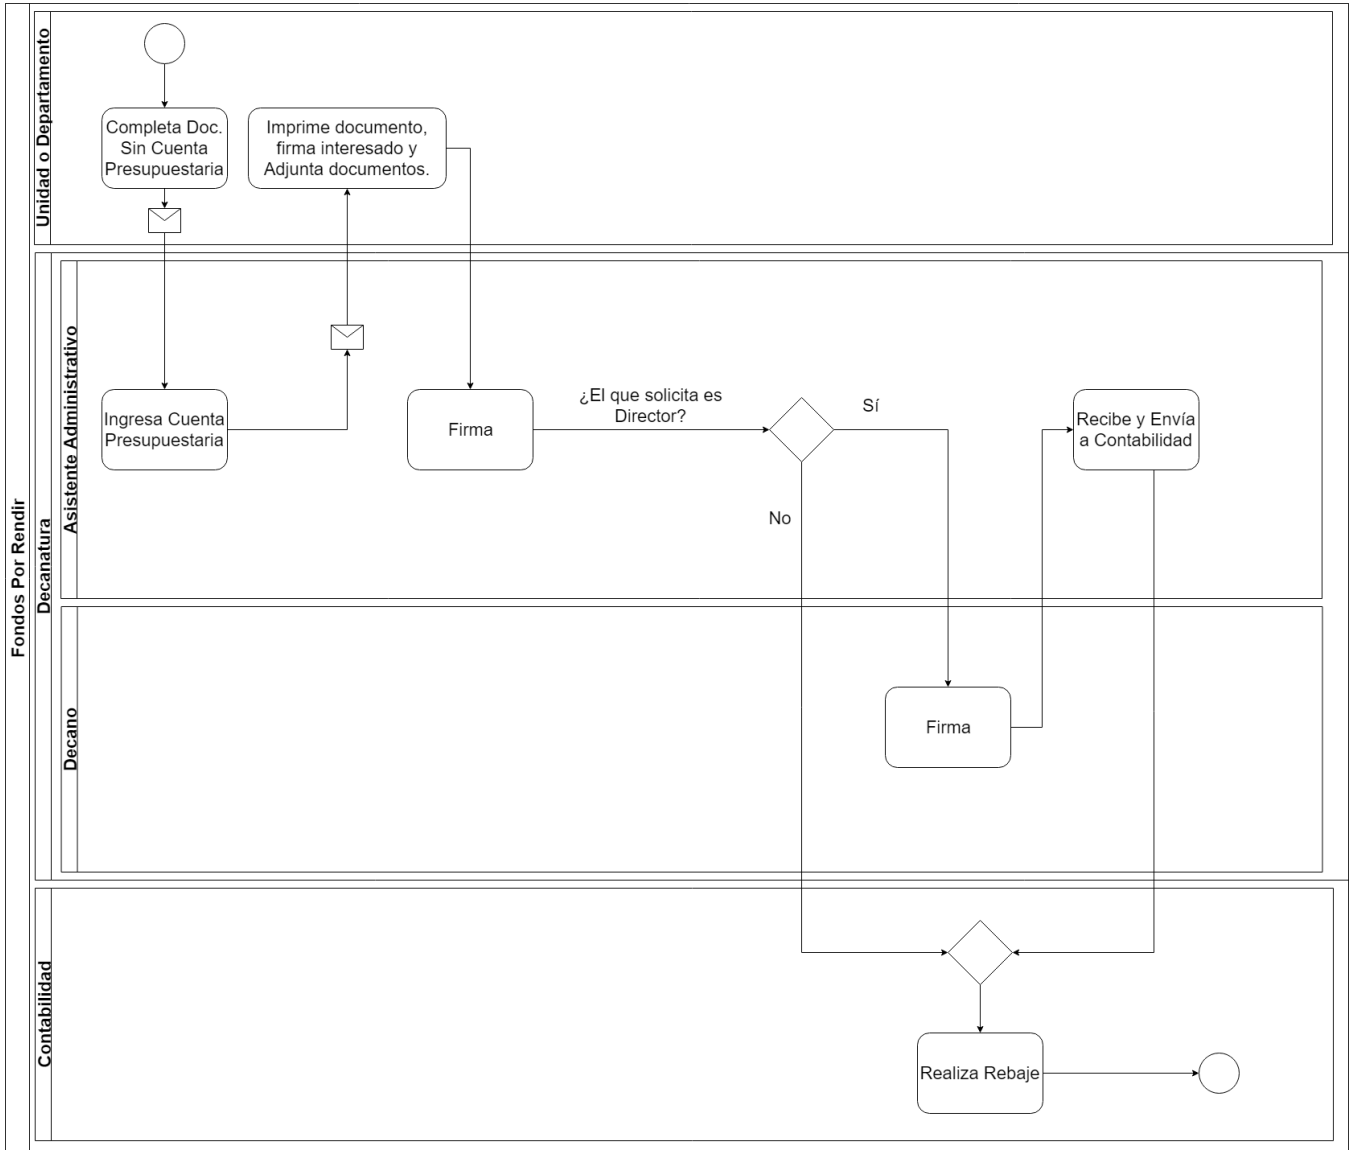 Fondos Por Rendir
Unidad o Departamento
Completa Doc.
Sin Cuenta
Presupuestaria
Imprime documento,
firma interesado y
Adjunta documentos.
Decanatura
Asistente Administrativo
Ingresa Cuenta
Presupuestaria
Firma
¿El que solicita es
Director?
Sí
No
Recibe y Envía
a Contabilidad
Decano
Firma
Contabilidad
Realiza Rebaje